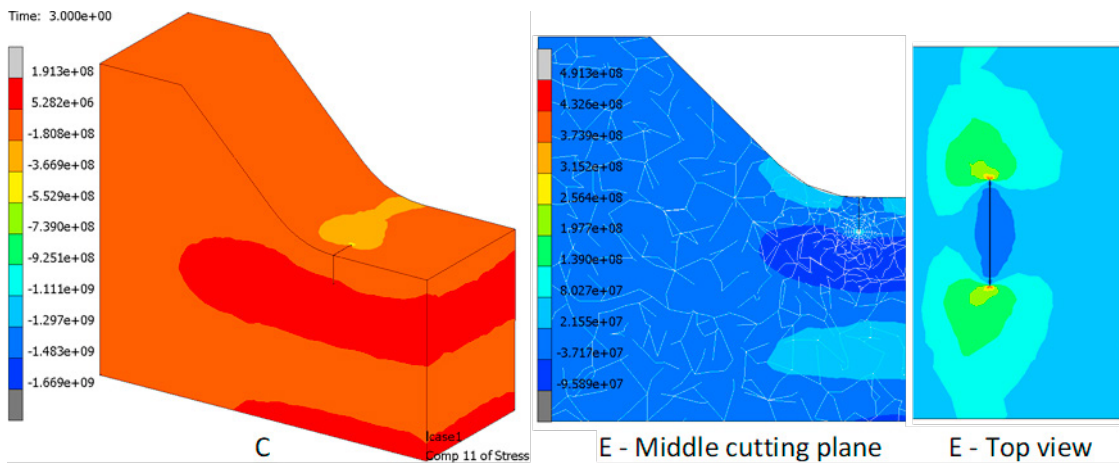 Time: 3.000e+00
1.913e+08
5.282e+06
-1.808e+08
-3.669e+08
-5.529e+08
-7.390e+08
-9.251e+08
-1.111e+09
-1.297e+09
-1.483e+09
-1.669e+09
lcase1
Comp 11 of Stress
C
4.913e+08
4.326e+08
3.739e+08
3.152e+08
2.564e+08
1.977e+08
1.390e+08
8.027e+07
2.155e+07
-3.717e+07
-9.589e+07
E - Middle cutting plane
E - Top view